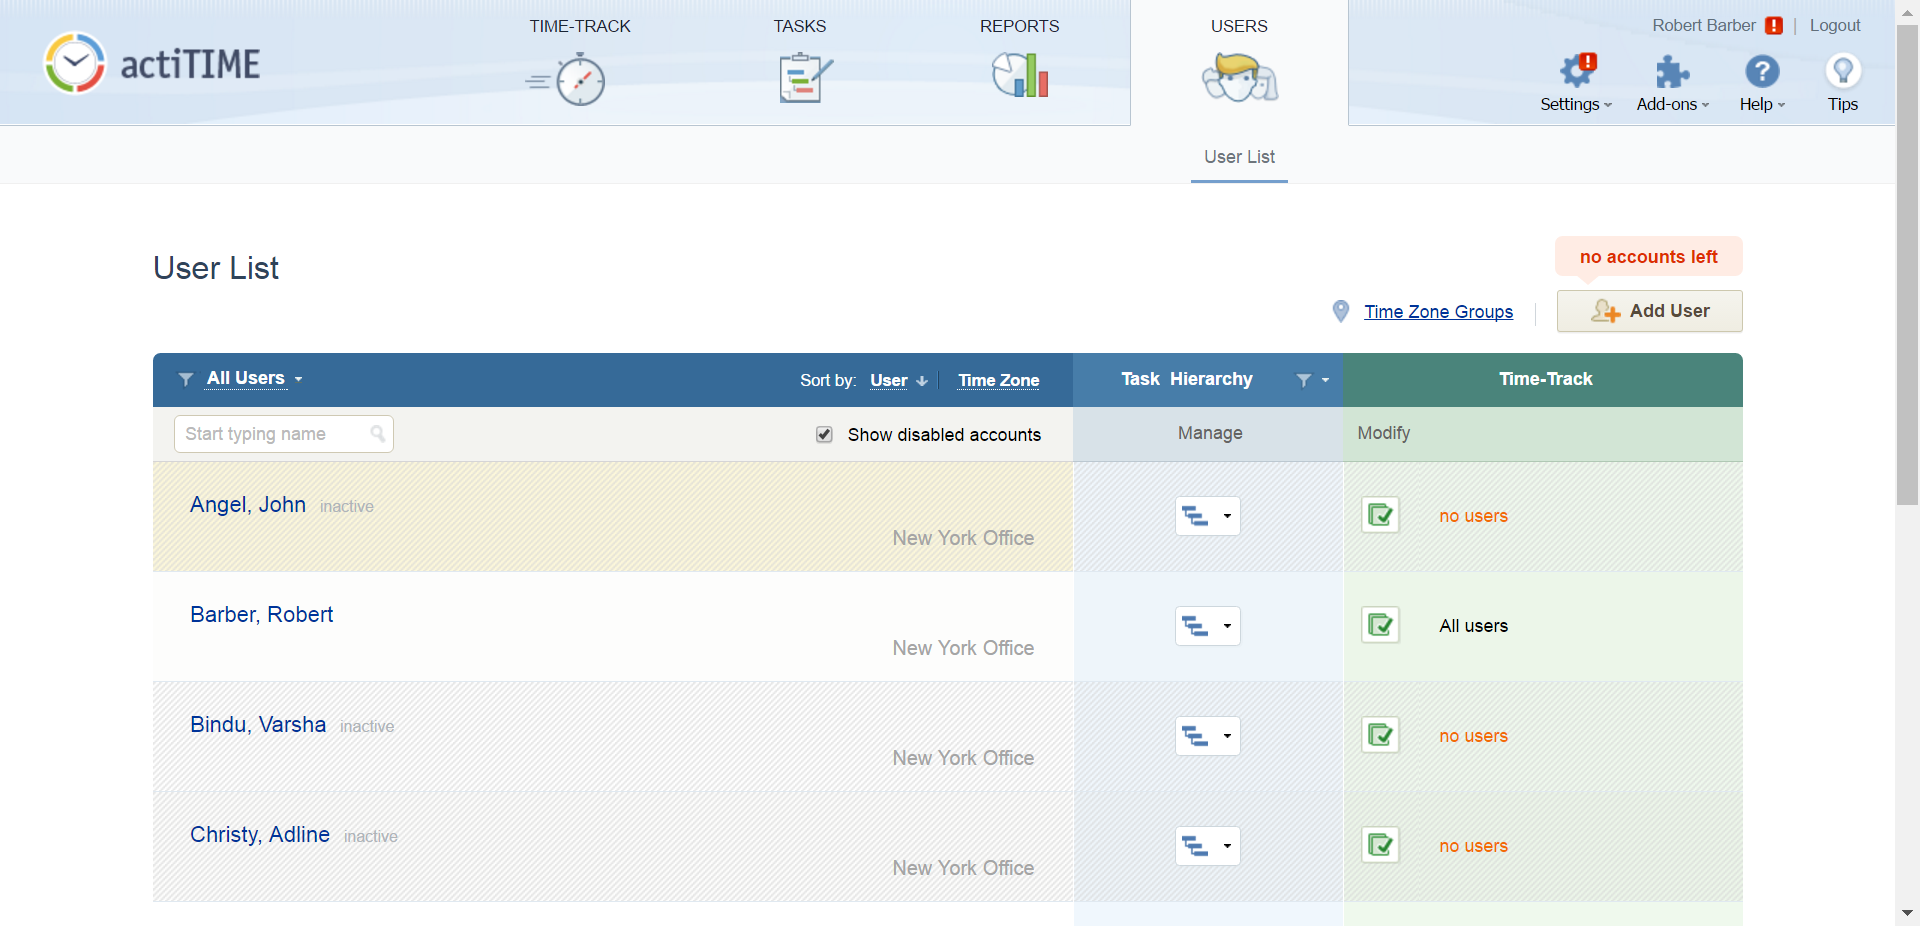 TIME-TRACK
TASKS
REPORTS
USERS
Robert Barber ! | Logout
actiTIME
!
?
Settings
Add-ons
Help
Tips
User List
User List
no accounts left
Time Zone Groups
Add User
All Users
Sort by: User
Time Zone
Task Hierarchy
Time-Track
Start typing name
Show disabled accounts
Manage
Modify
Angel, John inactive
New York Office
no users
Barber, Robert
New York Office
All users
Bindu, Varsha inactive
New York Office
no users
Christy, Adline inactive
New York Office
no users